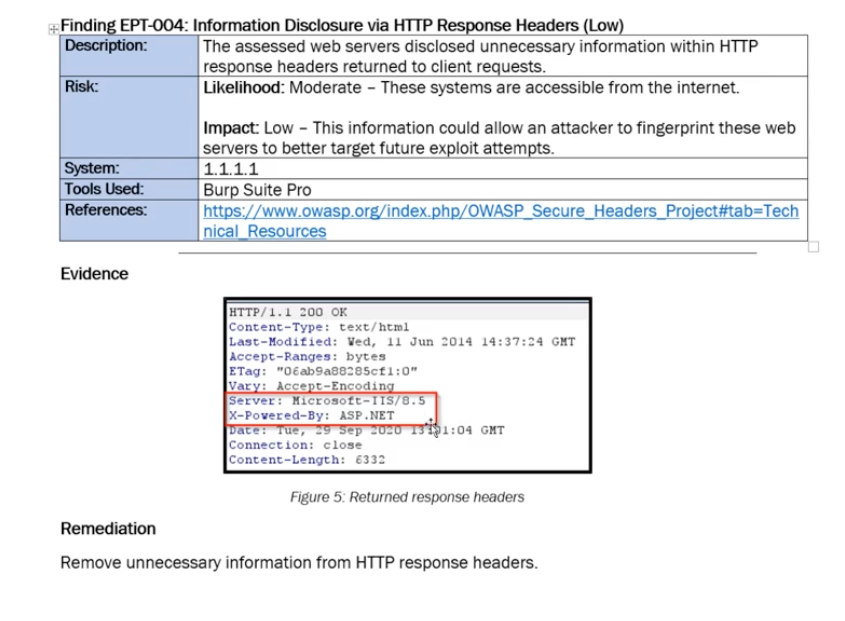 Finding EPT-004: Information Disclosure via HTTP Response Headers (Low)
Description:
The assessed web servers disclosed unnecessary information within HTTP
response headers returned to client requests.
Risk:
Likelihood: Moderate – These systems are accessible from the internet.
Impact: Low – This information could allow an attacker to fingerprint these web
servers to better target future exploit attempts.
System:
1.1.1.1
Tools Used:
Burp Suite Pro
References:
https://www.owasp.org/index.php/OWASP_Secure_Headers_Project#tab=Tech
nical_Resources
Evidence
HTTP/1.1 200 OK
Content-Type: text/html
Last-Modified: Wed, 11 Jun 2014 14:37:24 GMT
Accept-Ranges: bytes
ETag: "06ab9a88285cf1:0"
Vary: Accept-Encoding
Server: Microsoft-IIS/8.5
X-Powered-By: ASP.NET
Date: Tue, 29 Sep 2020 GMT
Connection: close
Content-Length: 6332
Figure 5: Returned response headers
Remediation
Remove unnecessary information from HTTP response headers.